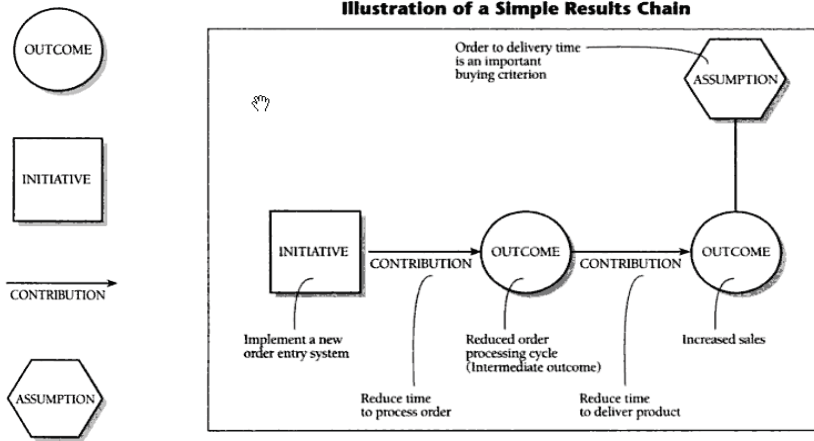 Illustration of a Simple Results Chain
OUTCOME
INITIATIVE
CONTRIBUTION
ASSUMPTION
Order to delivery time
is an important
buying criterion
ASSUMPTION
INITIATIVE
CONTRIBUTION
OUTCOME
CONTRIBUTION
OUTCOME
Implement a new
order entry system
Reduce time
to process order
Reduced order
processing cycle
(Intermediate outcome)
Reduce time
to deliver product
Increased sales